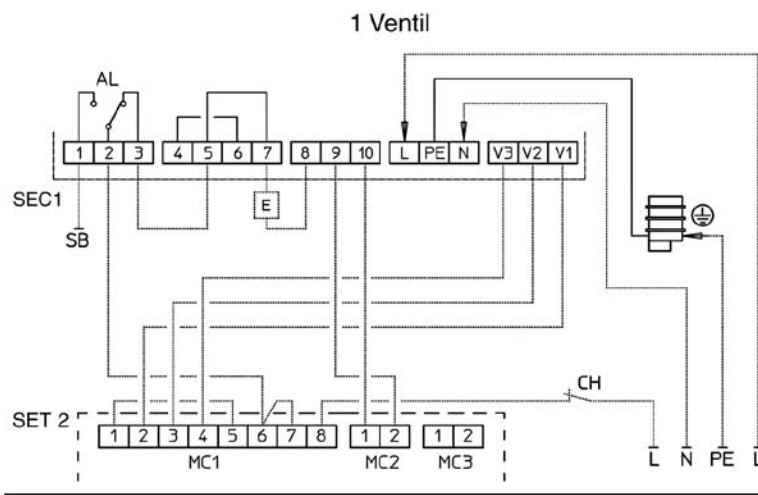 1 Ventil
AL
1 2 3 4 5 6 7 8 9 10 L PE N V3 V2 V1
SEC1
E
SB
CH
SET 2
1 2 3 4 5 6 7 8 1 2 1 2
MC1 MC2 MC3
L N PE L